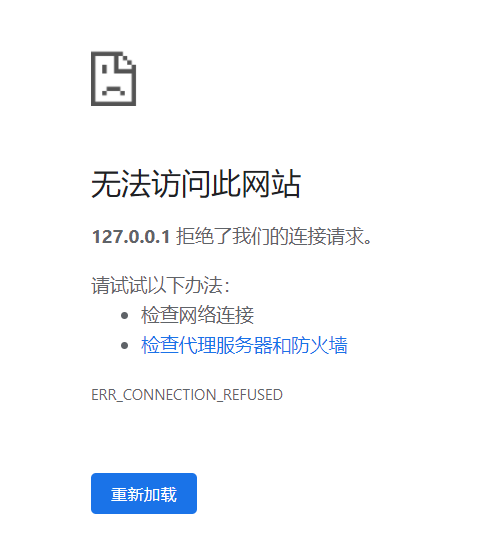 无法访问此网站
127.0.0.1 拒绝了我们的连接请求。
请试试以下办法：
检查网络连接
检查代理服务器和防火墙
ERR_CONNECTION_REFUSED
重新加载